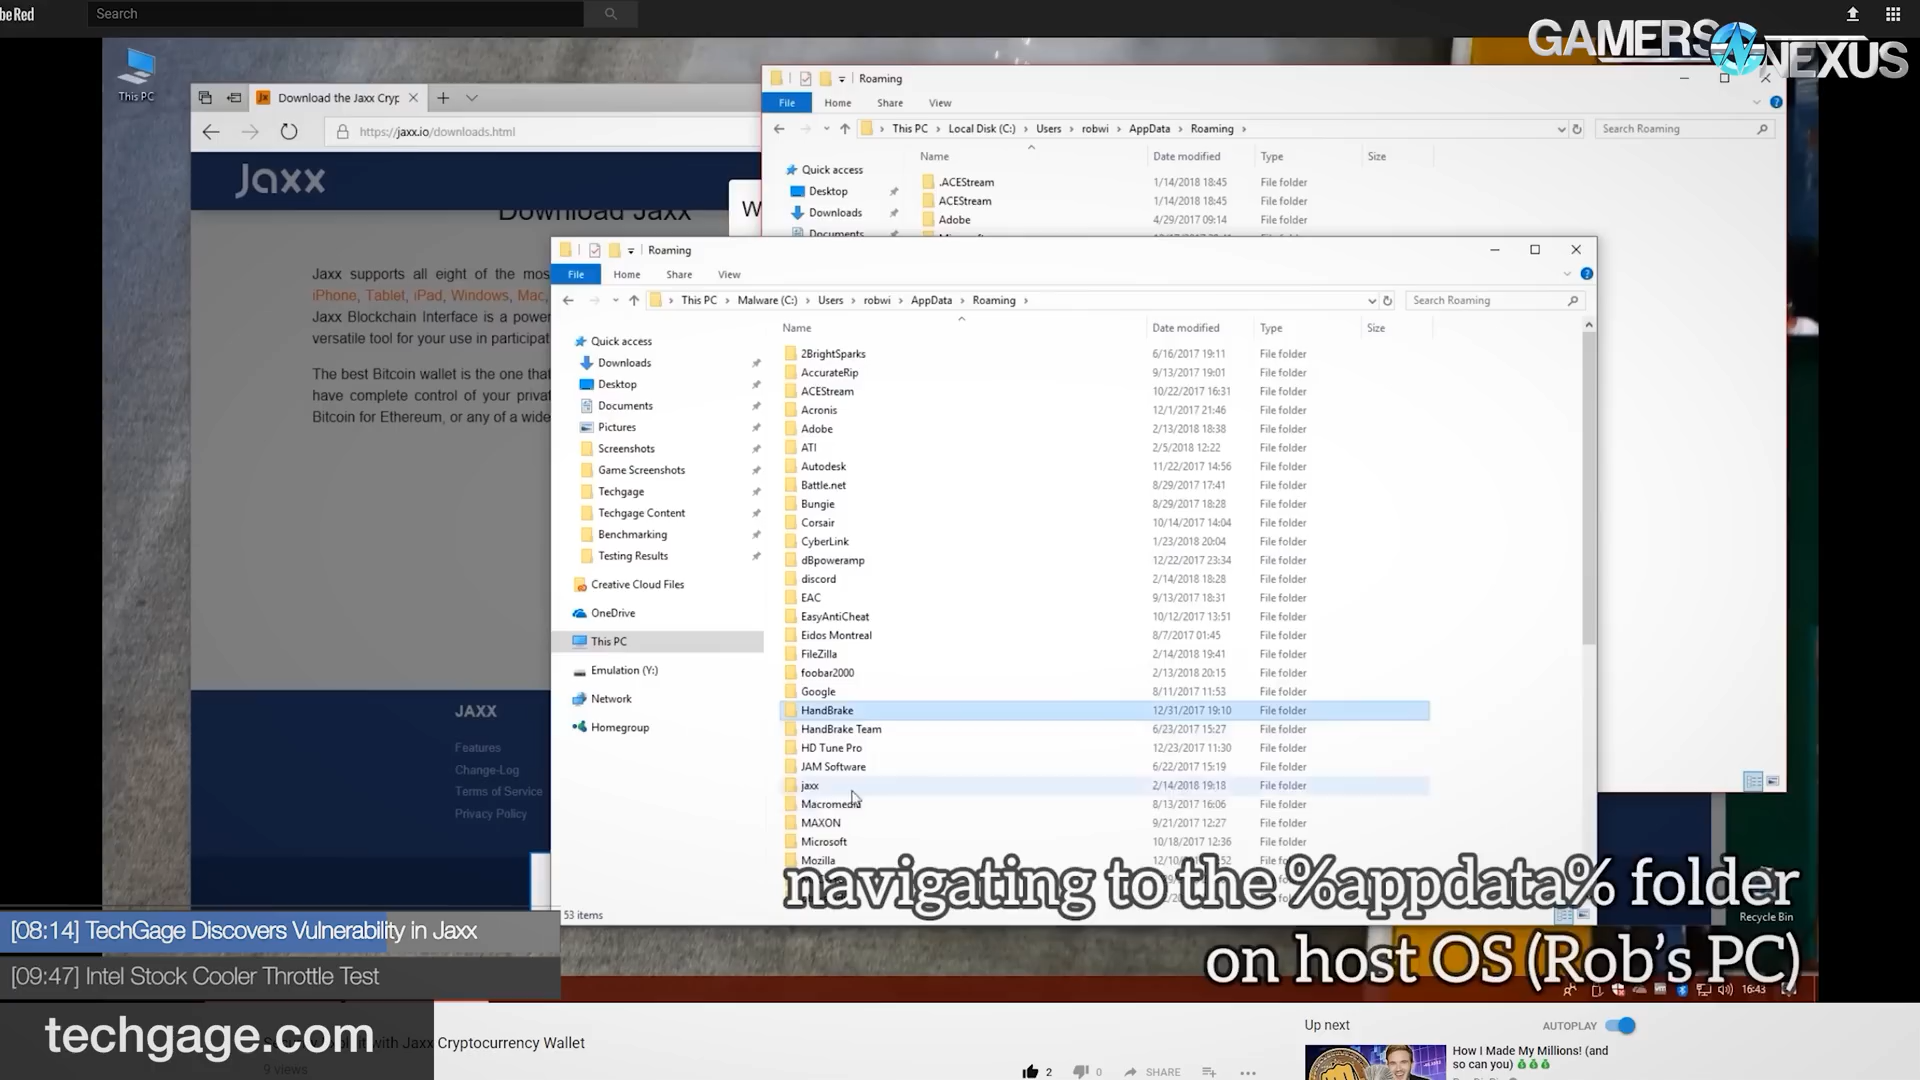 be Red
Search
GAMERS NEXUS
This PC
Download the Jaxx Cryp
https://jaxx.io/downloads.html
Jaxx
Download Jaxx
W
Jaxx supports all eight of the mos
iPhone, Tablet, iPad, Windows, Mac,
Jaxx Blockchain Interface is a power
versatile tool for your use in participat
The best Bitcoin wallet is the one that
have complete control of your privat
Bitcoin for Ethereum, or any of a wide
JAXX
Features
Change-Log
Terms of Service
Privacy Policy
Roaming
File Home Share View
This PC > Local Disk (C:) > Users > robwi > AppData > Roaming >
Search Roaming
Name Date modified Type Size
Quick access
Desktop
Downloads
Documents
.ACEStream 1/14/2018 18:45 File folder
ACEStream 1/14/2018 18:45 File folder
Adobe 4/29/2017 09:14 File folder
Roaming
File Home Share View
This PC > Malware (C:) > Users > robwi > AppData > Roaming >
Search Roaming
Quick access
Downloads
Desktop
Documents
Pictures
Screenshots
Game Screenshots
Techgage
Techgage Content
Benchmarking
Testing Results
Creative Cloud Files
OneDrive
This PC
Emulation (Y:)
Network
Homegroup
Name Date modified Type Size
2BrightSparks 6/16/2017 19:11 File folder
AccurateRip 9/13/2017 19:01 File folder
ACEStream 10/22/2017 16:31 File folder
Acronis 12/1/2017 21:46 File folder
Adobe 2/13/2018 18:38 File folder
ATI 2/5/2018 12:22 File folder
Autodesk 11/22/2017 14:56 File folder
Battle.net 8/29/2017 17:41 File folder
Bungie 8/29/2017 18:28 File folder
Corsair 10/14/2017 14:04 File folder
CyberLink 1/23/2018 20:04 File folder
dBpoweramp 12/22/2017 23:34 File folder
discord 2/14/2018 18:28 File folder
EAC 9/13/2017 18:31 File folder
EasyAntiCheat 10/12/2017 13:51 File folder
Eidos Montreal 8/7/2017 01:45 File folder
FileZilla 2/14/2018 19:41 File folder
foobar2000 2/13/2018 20:15 File folder
Google 8/11/2017 11:53 File folder
HandBrake 12/31/2017 19:10 File folder
HandBrake Team 6/23/2017 15:27 File folder
HD Tune Pro 12/23/2017 11:30 File folder
JAM Software 6/22/2017 15:19 File folder
jaxx 2/14/2018 19:18 File folder
Macromedia 8/13/2017 16:06 File folder
MAXON 9/21/2017 12:27 File folder
Microsoft 10/18/2017 12:36 File folder
Mozilla File folder
53 items
navigating to the %appdata% folder
on host OS (Rob's PC)
Recycle Bin
16:43
[08:14] TechGage Discovers Vulnerability in Jaxx
[09:47] Intel Stock Cooler Throttle Test
techgage.com
with Jaxx Cryptocurrency Wallet
9 views
2 0 SHARE
Up next
AUTOPLAY
How I Made My Millions! (and
so can you)